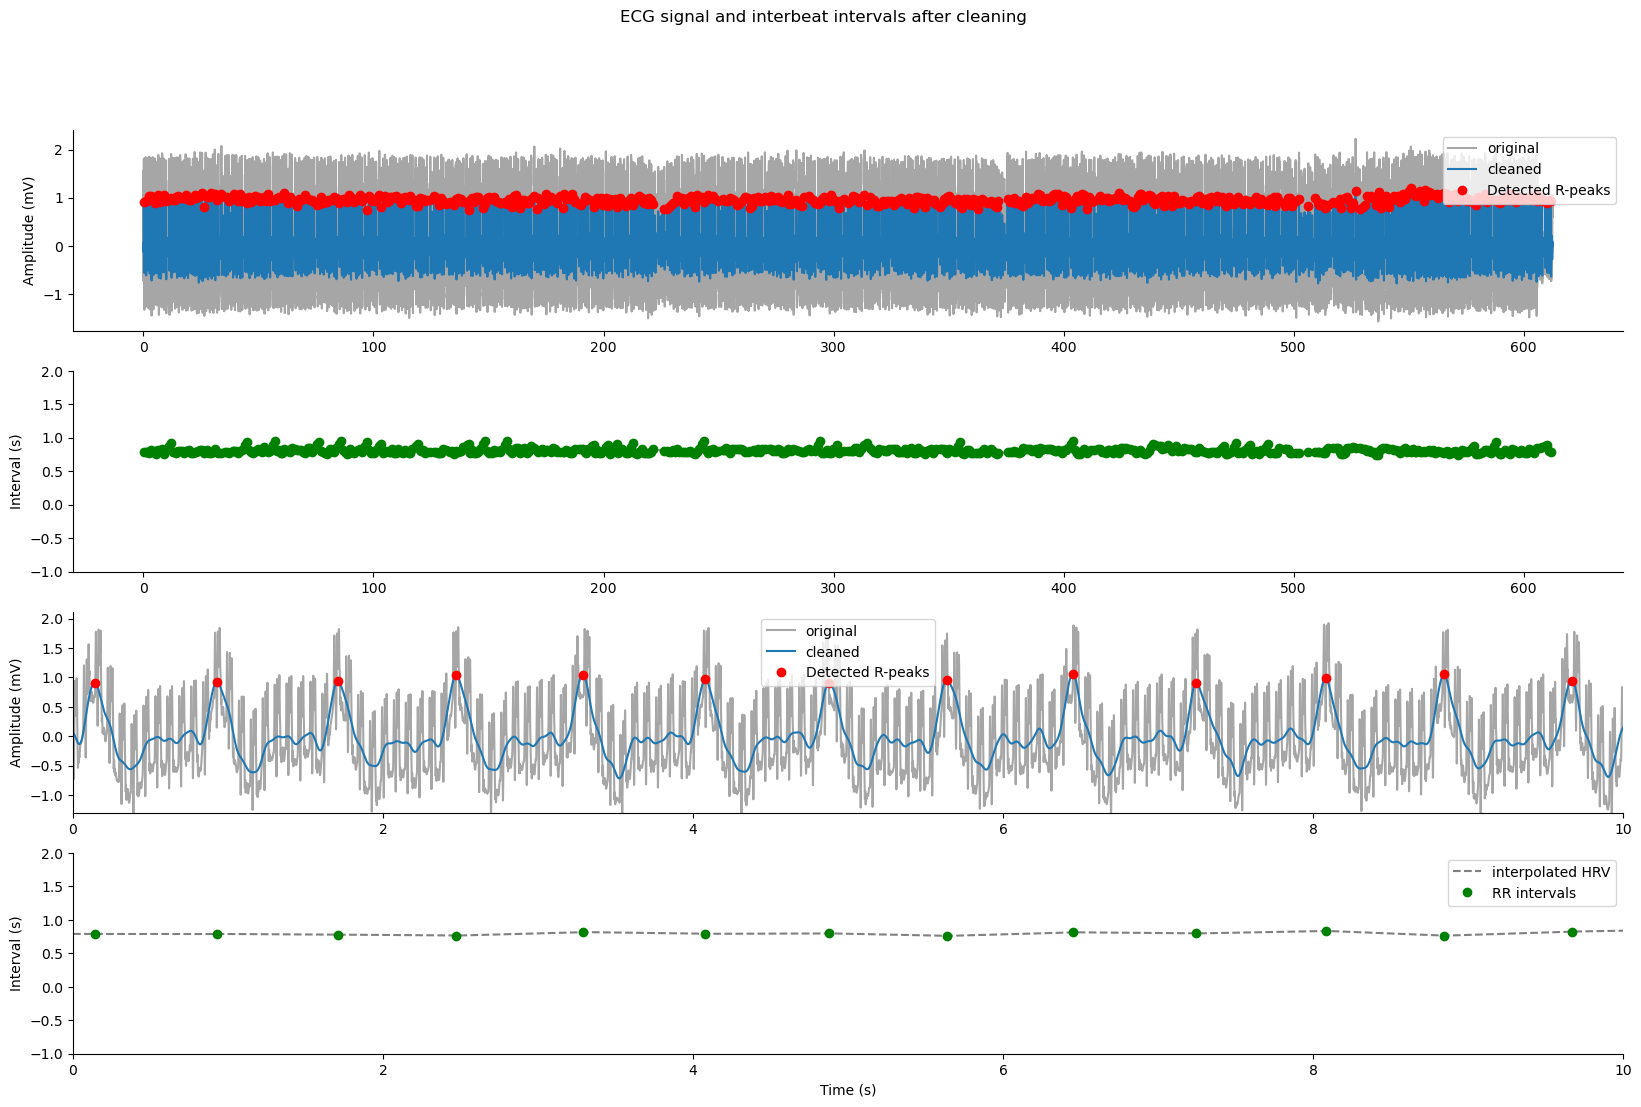 ECG signal and interbeat intervals after cleaning
Amplitude (mV)
2
1
0
−1
original
cleaned
Detected R-peaks
0 100 200 300 400 500 600
Interval (s)
2.0
1.5
1.0
0.5
0.0
−0.5
−1.0
0 100 200 300 400 500 600
Amplitude (mV)
2.0
1.5
1.0
0.5
0.0
−0.5
−1.0
original
cleaned
Detected R-peaks
0 2 4 6 8 10
Interval (s)
2.0
1.5
1.0
0.5
0.0
−0.5
−1.0
interpolated HRV
RR intervals
0 2 4 6 8 10
Time (s)